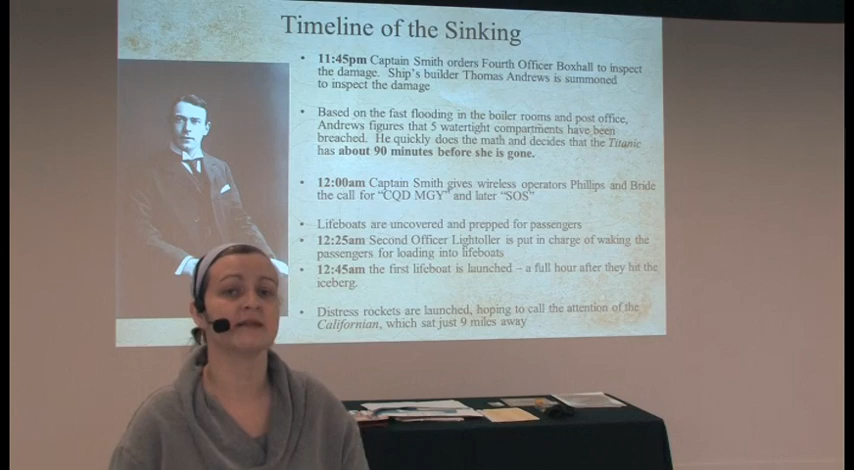 Timeline of the Sinking
• 11:45pm Captain Smith orders Fourth Officer Boxhall to inspect
the damage. Ship's builder Thomas Andrews is summoned
to inspect the damage
• Based on the fast flooding in the boiler rooms and post office,
Andrews figures that 5 watertight compartments have been
breached. He quickly does the math and decides that the Titanic
has about 90 minutes before she is gone.
• 12:00am Captain Smith gives wireless operators Phillips and Bride
the call for "CQD MGY" and later "SOS"
• Lifeboats are uncovered and prepped for passengers
• 12:25am Second Officer Lightoller is put in charge of waking the
passengers for loading into lifeboats
• 12:45am the first lifeboat is launched – a full hour after they hit the
iceberg.
• Distress rockets are launched, hoping to call the attention of the
Californian, which sat just 9 miles away